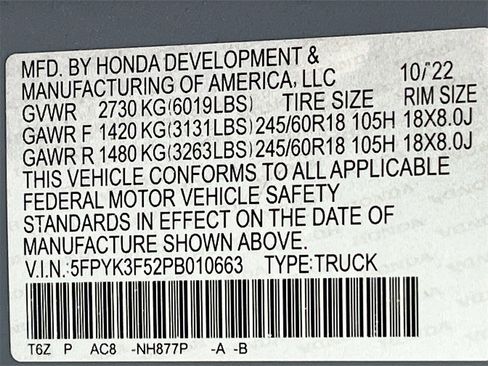 MFD. BY HONDA DEVELOPMENT &
MANUFACTURING OF AMERICA, LLC 10/22
GVWR 2730 KG(6019LBS) TIRE SIZE RIM SIZE
GAWR F 1420 KG(3131LBS) 245/60R18 105H 18X8.0J
GAWR R 1480 KG(3263LBS) 245/60R18 105H 18X8.0J
THIS VEHICLE CONFORMS TO ALL APPLICABLE
FEDERAL MOTOR VEHICLE SAFETY
STANDARDS IN EFFECT ON THE DATE OF
MANUFACTURE SHOWN ABOVE.
V.I.N.:5FPYK3F52PB010663 TYPE:TRUCK
T6Z P AC8 -NH877P -A -B